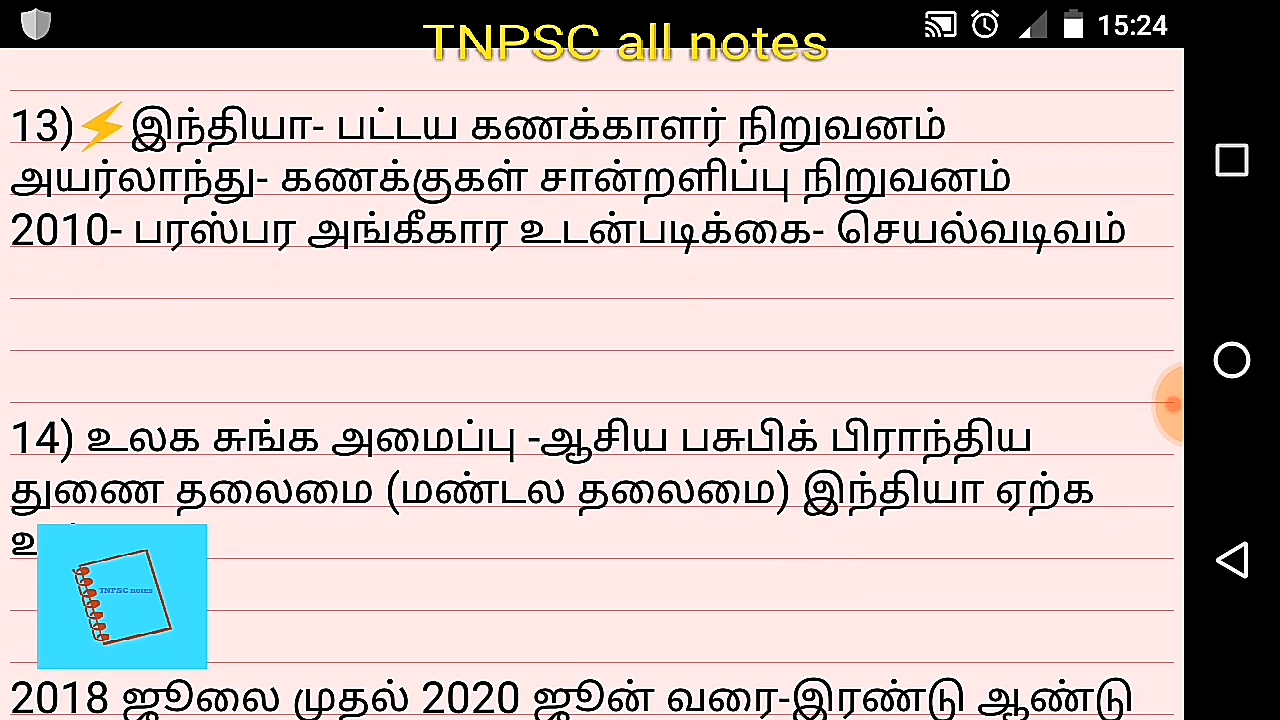 TNPSC all notes
15:24
13)⚡இந்தியா- பட்டய கணக்காளர் நிறுவனம்
அயர்லாந்து- கணக்குகள் சான்றளிப்பு நிறுவனம்
2010- பரஸ்பர அங்கீகார உடன்படிக்கை- செயல்வடிவம்
14) உலக சுங்க அமைப்பு -ஆசிய பசுபிக் பிராந்திய
துணை தலைமை (மண்டல தலைமை) இந்தியா ஏற்க
TNPSC notes
2018 ஜூலை முதல் 2020 ஜூன் வரை-இரண்டு ஆண்டு